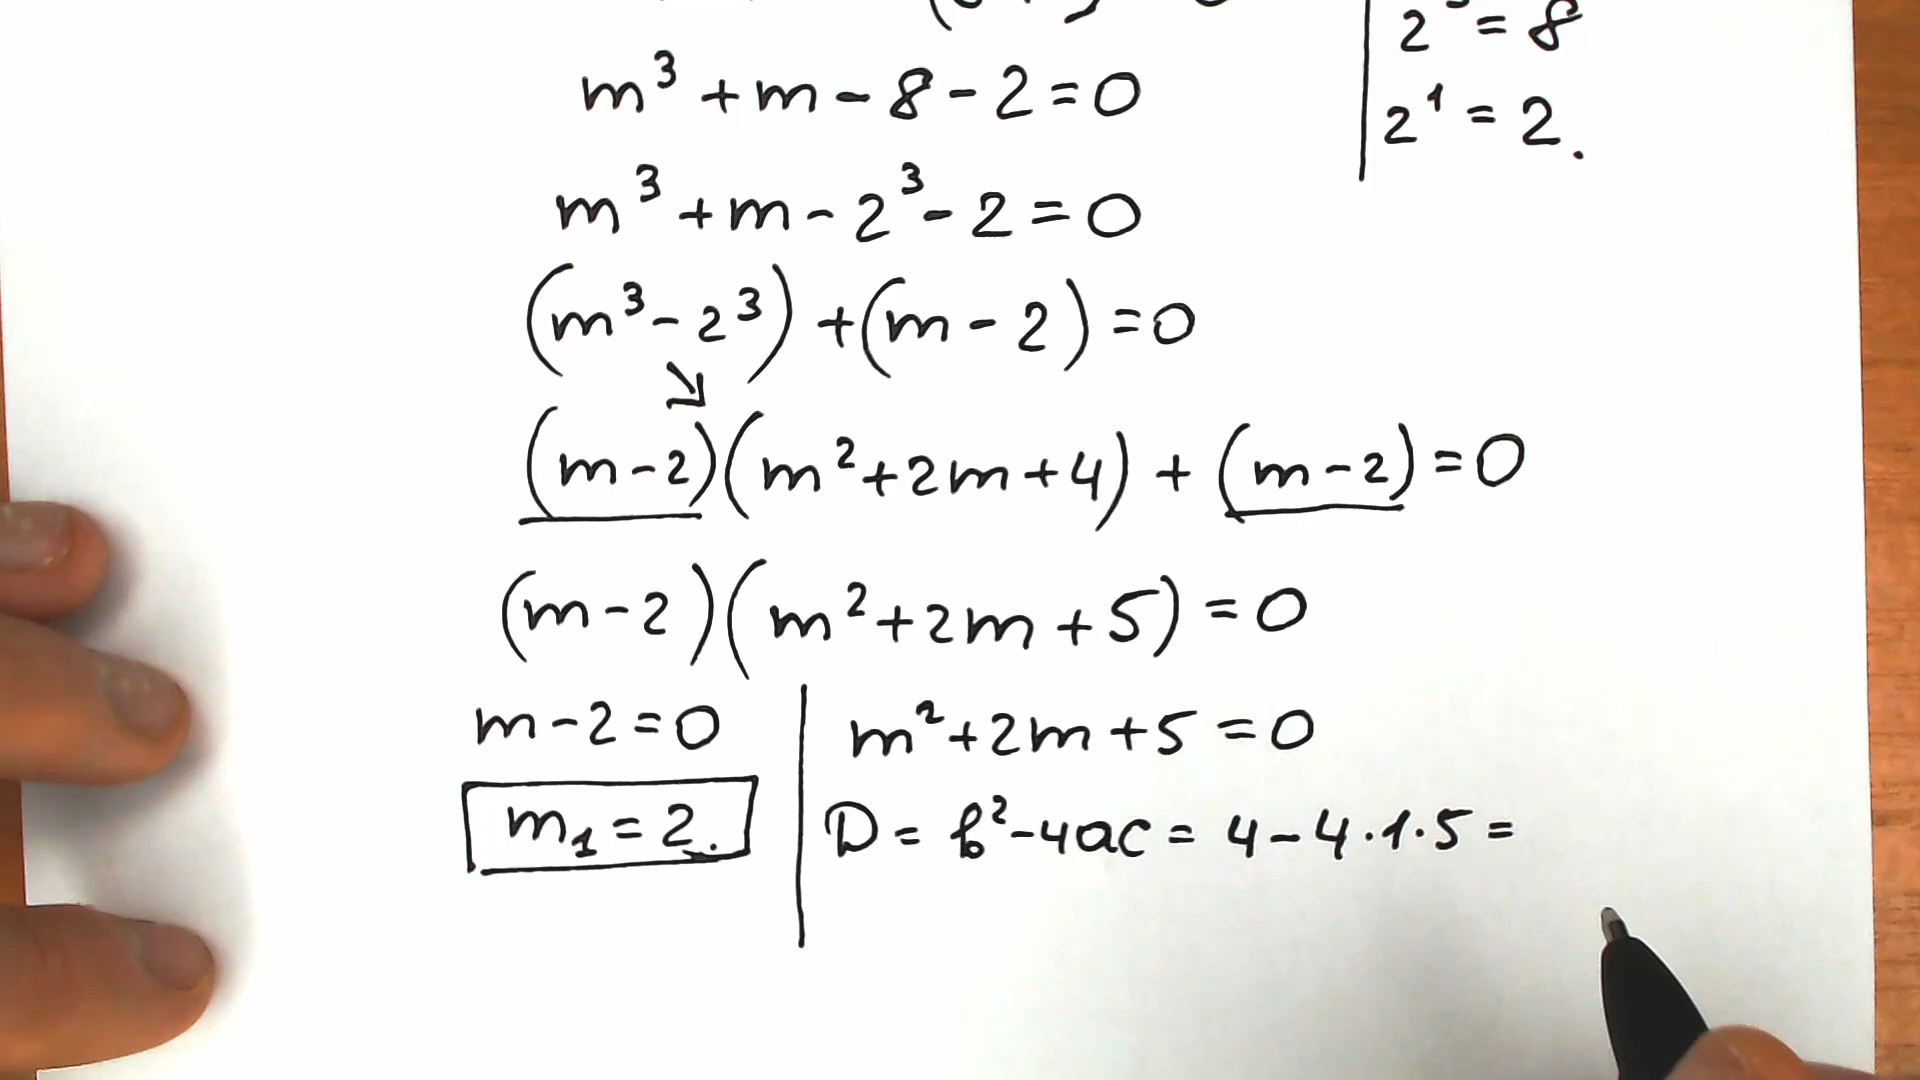 m³ + m - 8 - 2 = 0
m³ + m - 2³ - 2 = 0
(m³ - 2³) + (m - 2) = 0
(m - 2)(m² + 2m + 4) + (m - 2) = 0
(m - 2)(m² + 2m + 5) = 0
m - 2 = 0
m₁ = 2.
m² + 2m + 5 = 0
D = b² - 4ac = 4 - 4·1·5 =
= 8
2¹ = 2.